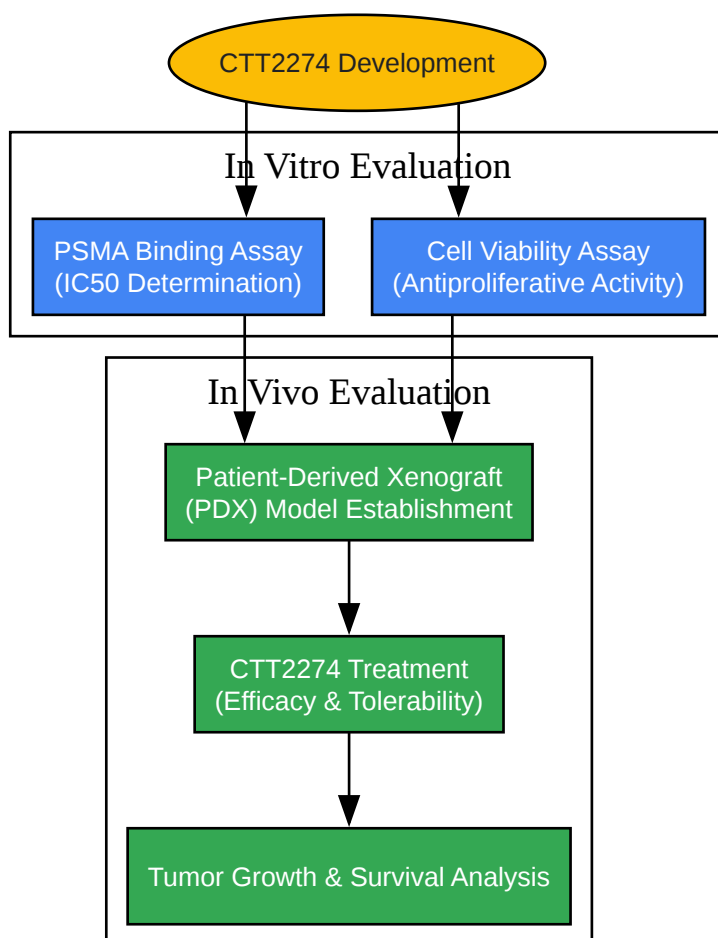 CTT2274 Development
In Vitro Evaluation
PSMA Binding Assay
(IC50 Determination)
Cell Viability Assay
(Antiproliferative Activity)
In Vivo Evaluation
Patient-Derived Xenograft
(PDX) Model Establishment
CTT2274 Treatment
(Efficacy & Tolerability)
Tumor Growth & Survival Analysis